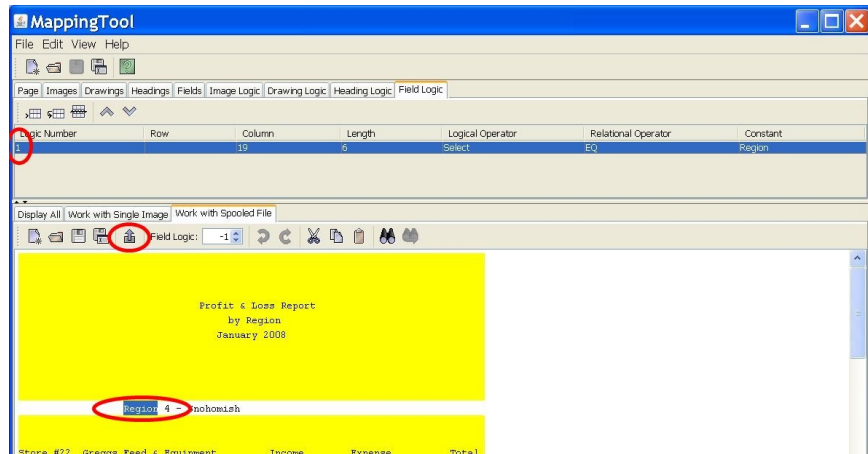 MappingTool
File Edit View Help
Page Images Drawings Headings Fields Image Logic Drawing Logic Heading Logic Field Logic
Logic Number Row Column Length Logical Operator Relational Operator Constant
1 19 6 Select EQ Region
Display All Work with Single Image Work with Spooled File
Field Logic: -1
Profit & Loss Report
by Region
January 2008
Region 4 - Snohomish
Store #22 Greggs Feed & Equipment Income Expense Total